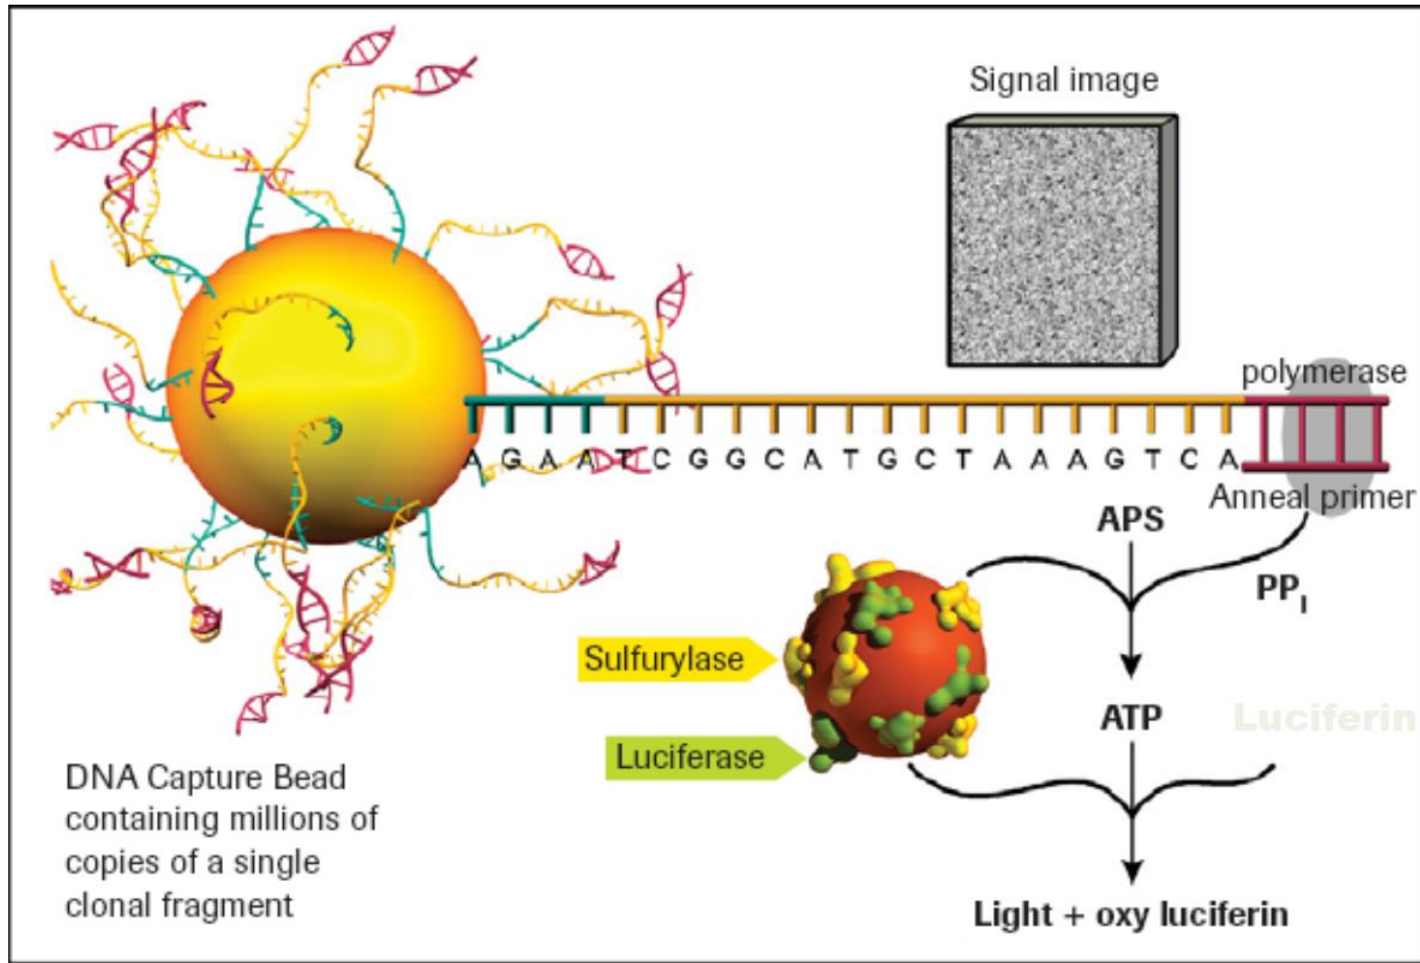 Signal image
polymerase
A G A A T C G G C A T G C T A A A G T C A
Anneal primer
APS
PPI
Sulfurylase
ATP
Luciferin
Luciferase
DNA Capture Bead
containing millions of
copies of a single
clonal fragment
Light + oxy luciferin